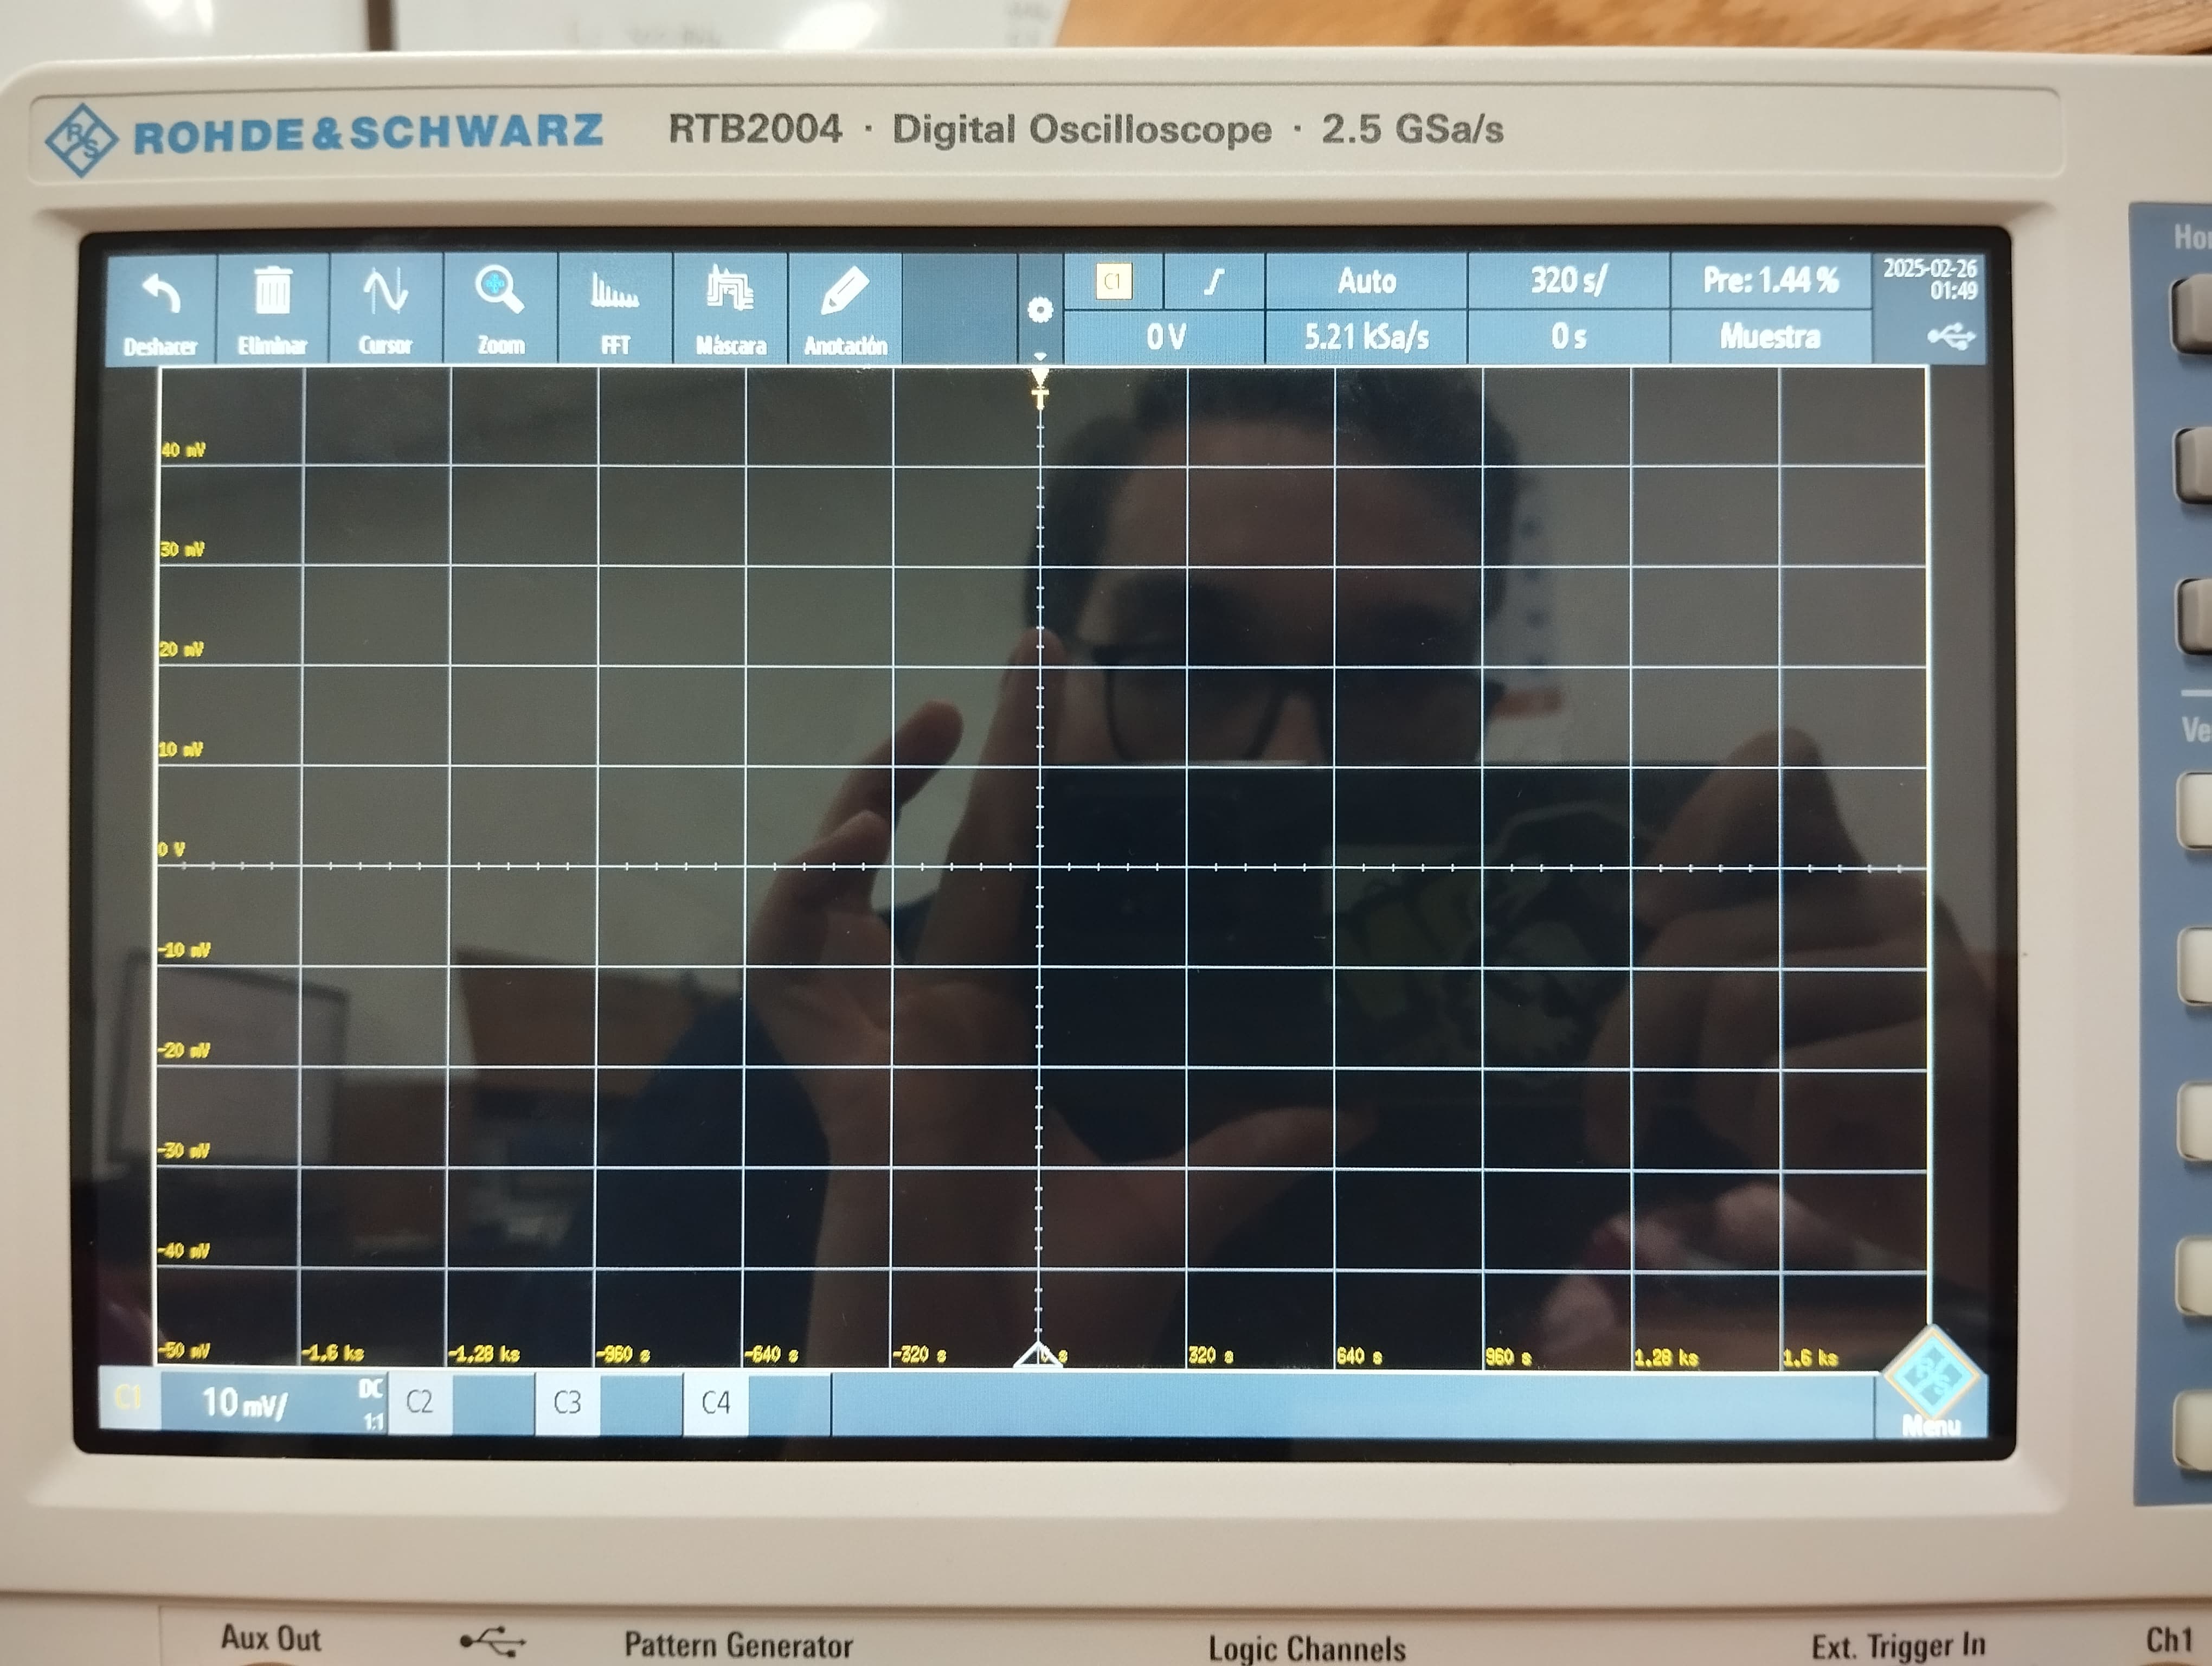 ROHDE&SCHWARZ RTB2004 · Digital Oscilloscope · 2.5 GSa/s
Hor
Deshacer
Eliminar
Cursor
Zoom
FFT
Máscara
Anotación
C1
Auto
320 s/
Pre: 1.44 %
2025-02-26
01:49
0 V
5.21 kSa/s
0 s
Muestra
T
40 mV
30 mV
20 mV
10 mV
0 V
-10 mV
-20 mV
-30 mV
-40 mV
-50 mV
-1.6 ks
-1.28 ks
-960 s
-640 s
-320 s
0 s
320 s
640 s
960 s
1.28 ks
1.6 ks
Ve
C1
10 mV/
DC
1:1
C2
C3
C4
Menu
Aux Out
Pattern Generator
Logic Channels
Ext. Trigger In
Ch1